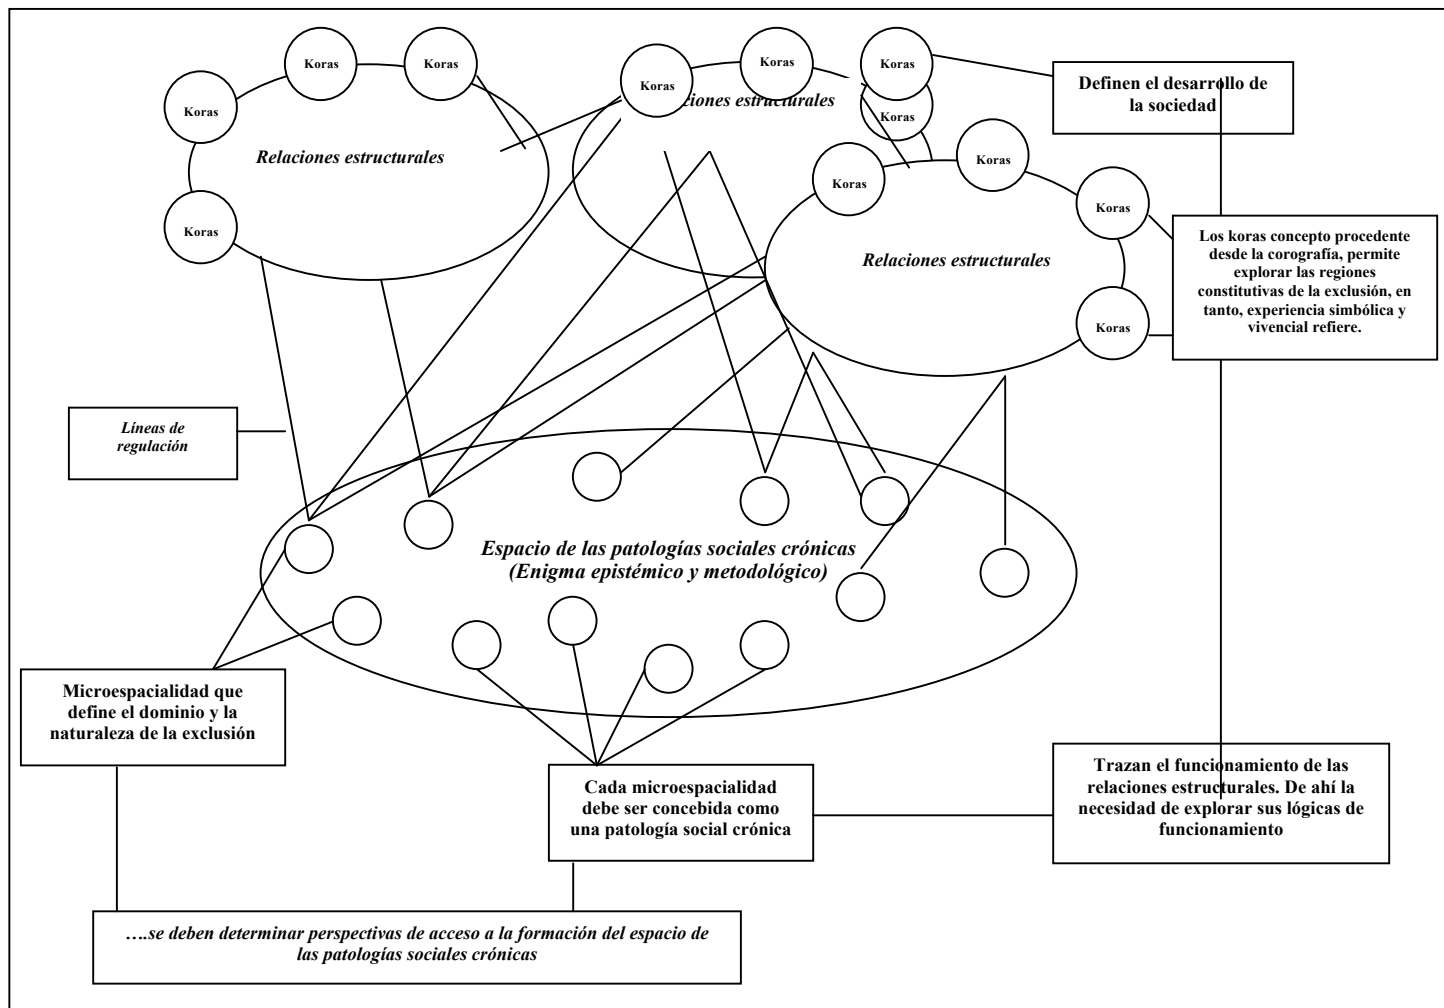 Koras
Koras
Koras
Koras
Koras
Koras
Koras
Koras
Koras
Koras
Koras
Koras
Koras
Relaciones estructurales
ciones estructurales
Relaciones estructurales
Definen el desarrollo de
la sociedad
Los koras concepto procedente
desde la corografía, permite
explorar las regiones
constitutivas de la exclusión, en
tanto, experiencia simbólica y
vivencial refiere.
Líneas de
regulación
Espacio de las patologías sociales crónicas
(Enigma epistémico y metodológico)
Microespacialidad que
define el dominio y la
naturaleza de la exclusión
Cada microespacialidad
debe ser concebida como
una patología social crónica
Trazan el funcionamiento de las
relaciones estructurales. De ahí la
necesidad de explorar sus lógicas de
funcionamiento
….se deben determinar perspectivas de acceso a la formación del espacio de
las patologías sociales crónicas